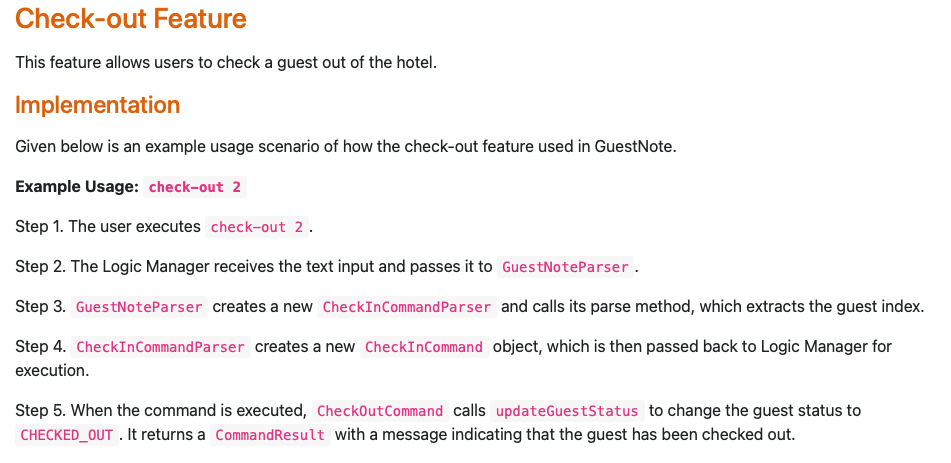 Check-out Feature
This feature allows users to check a guest out of the hotel.
Implementation
Given below is an example usage scenario of how the check-out feature used in GuestNote.
Example Usage: check-out 2
Step 1. The user executes check-out 2.
Step 2. The Logic Manager receives the text input and passes it to GuestNoteParser.
Step 3. GuestNoteParser creates a new CheckInCommandParser and calls its parse method, which extracts the guest index.
Step 4. CheckInCommandParser creates a new CheckInCommand object, which is then passed back to Logic Manager for
execution.
Step 5. When the command is executed, CheckOutCommand calls updateGuestStatus to change the guest status to
CHECKED_OUT. It returns a CommandResult with a message indicating that the guest has been checked out.